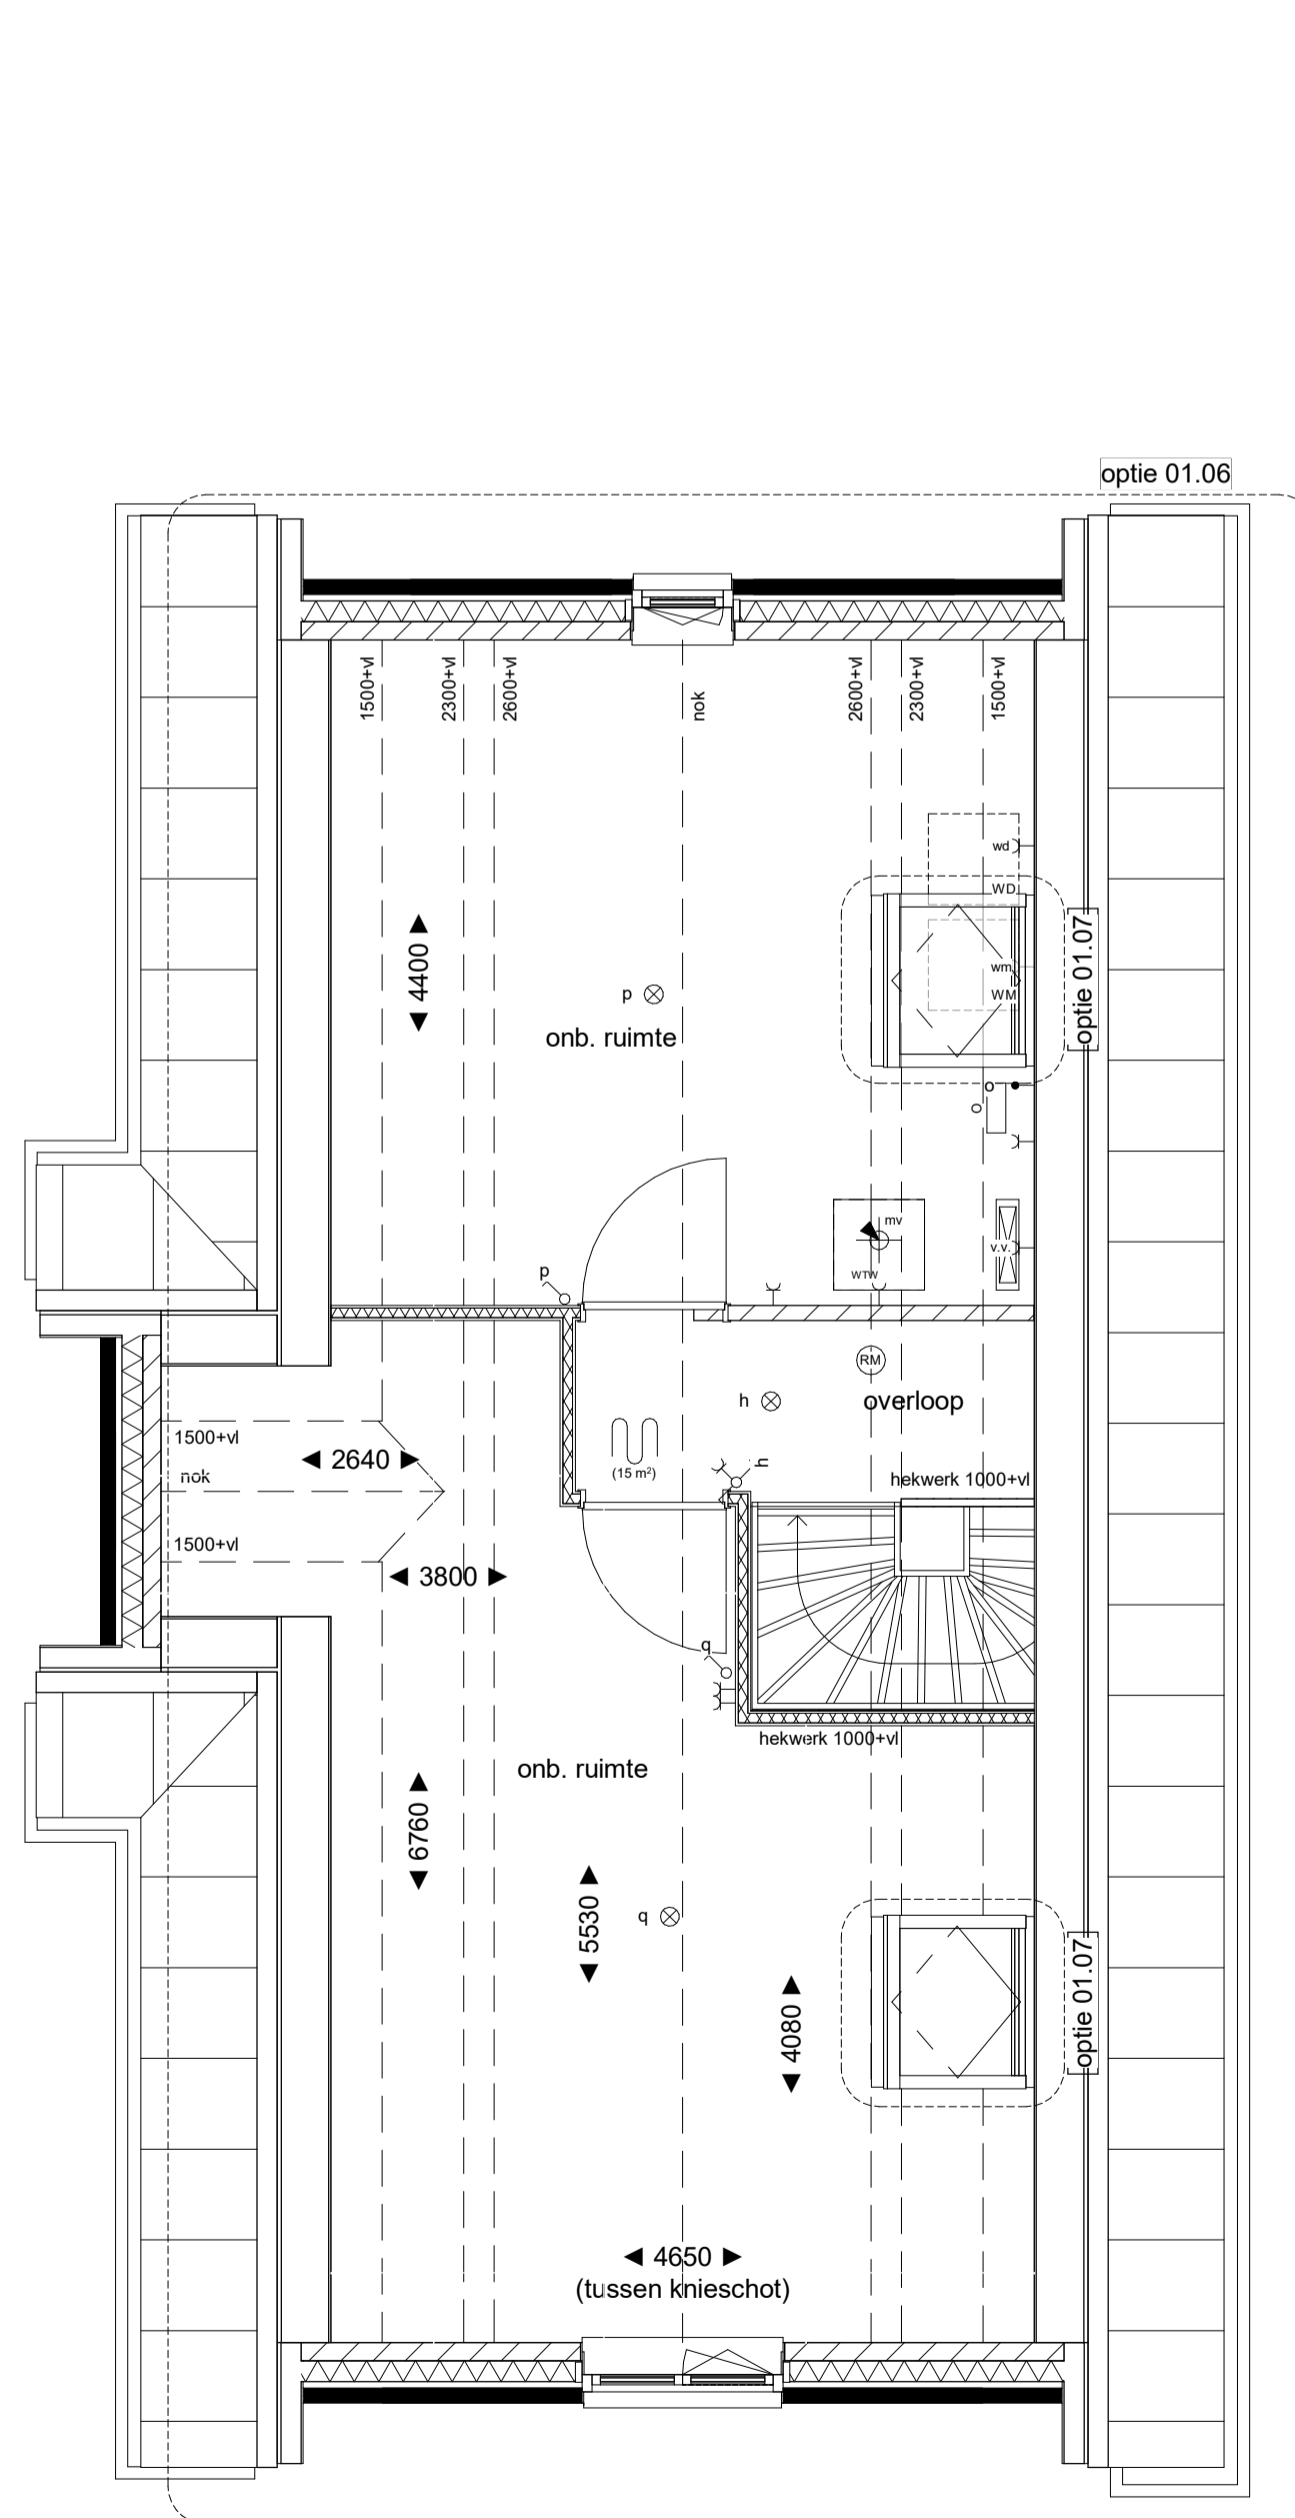 optie 01.06
1500+vl
2300+vl
2600+vl
nok
2600+vl
2300+vl
1500+vl
wd
WD
optie 01.07
4400
wm
WM
p
onb. ruimte
o
o
mv
v.v.
WTW
p
RM
h
overloop
1500+vl
2640
h
(15 m²)
nok
hekwerk 1000+vl
1500+vl
3800
q
hekwerk 1000+vl
onb. ruimte
6760
5530
q
4080
optie 01.07
4650
(tussen knieschot)